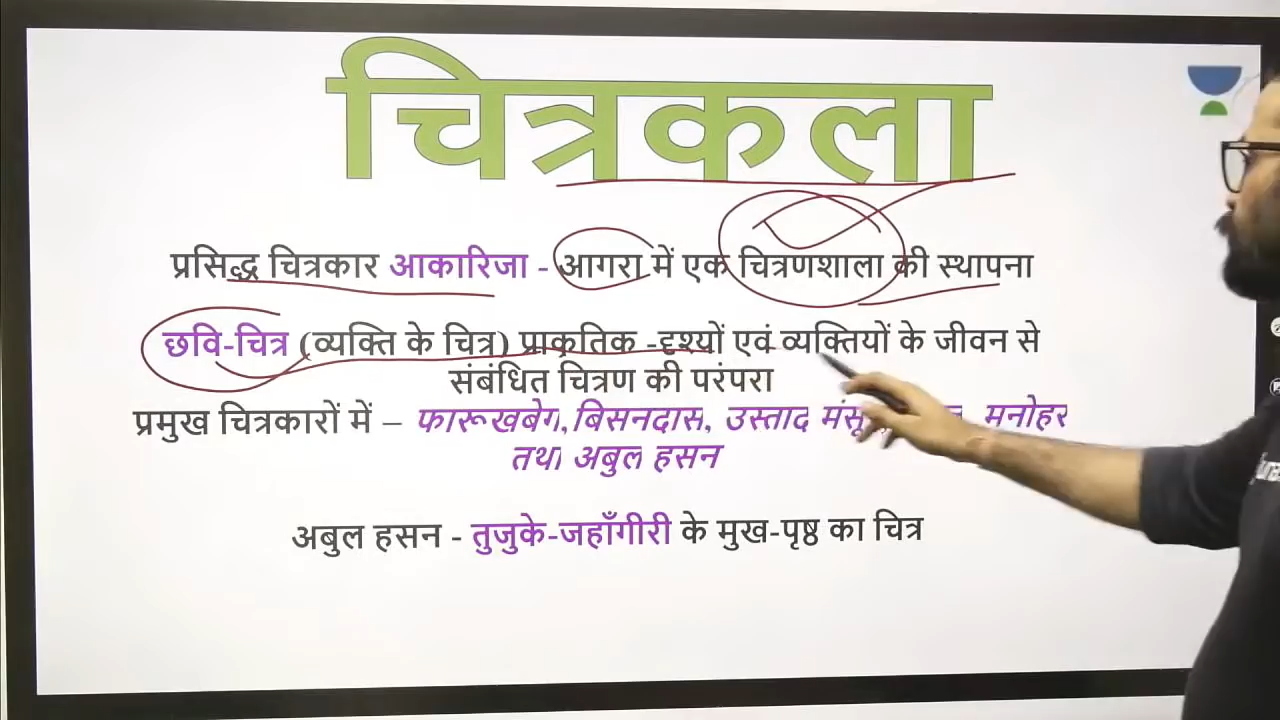 चित्रकला
प्रसिद्ध चित्रकार आकारिजा - आगरा में एक चित्रणशाला की स्थापना
छवि-चित्र (व्यक्ति के चित्र) प्राकृतिक -दृश्यों एवं व्यक्तियों के जीवन से
संबंधित चित्रण की परंपरा
प्रमुख चित्रकारों में – फारूखबेग, बिसनदास, उस्ताद मनोहर
तथा अबुल हसन
अबुल हसन - तुजुके-जहाँगीरी के मुख-पृष्ठ का चित्र